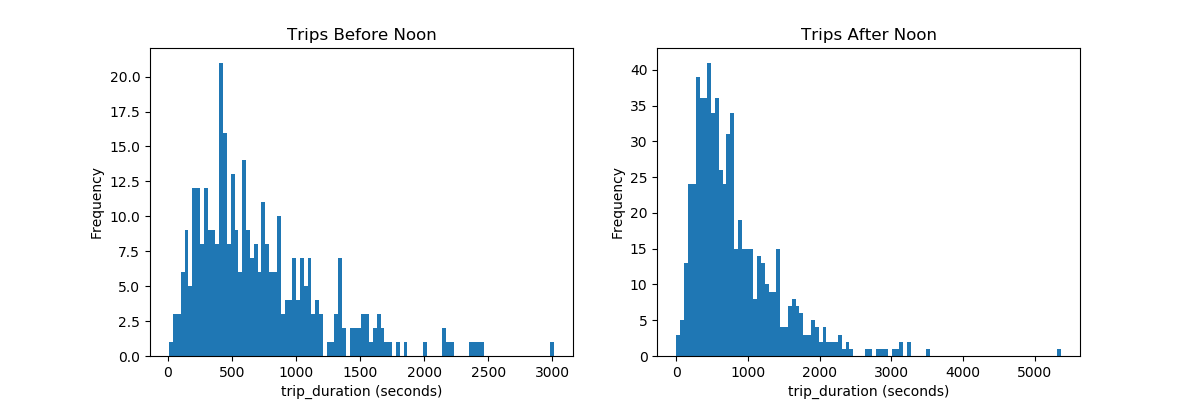 Trips Before Noon
Frequency
20.0
17.5
15.0
12.5
10.0
7.5
5.0
2.5
0.0
0 500 1000 1500 2000 2500 3000
trip_duration (seconds)
Trips After Noon
Frequency
40
35
30
25
20
15
10
5
0
0 1000 2000 3000 4000 5000
trip_duration (seconds)